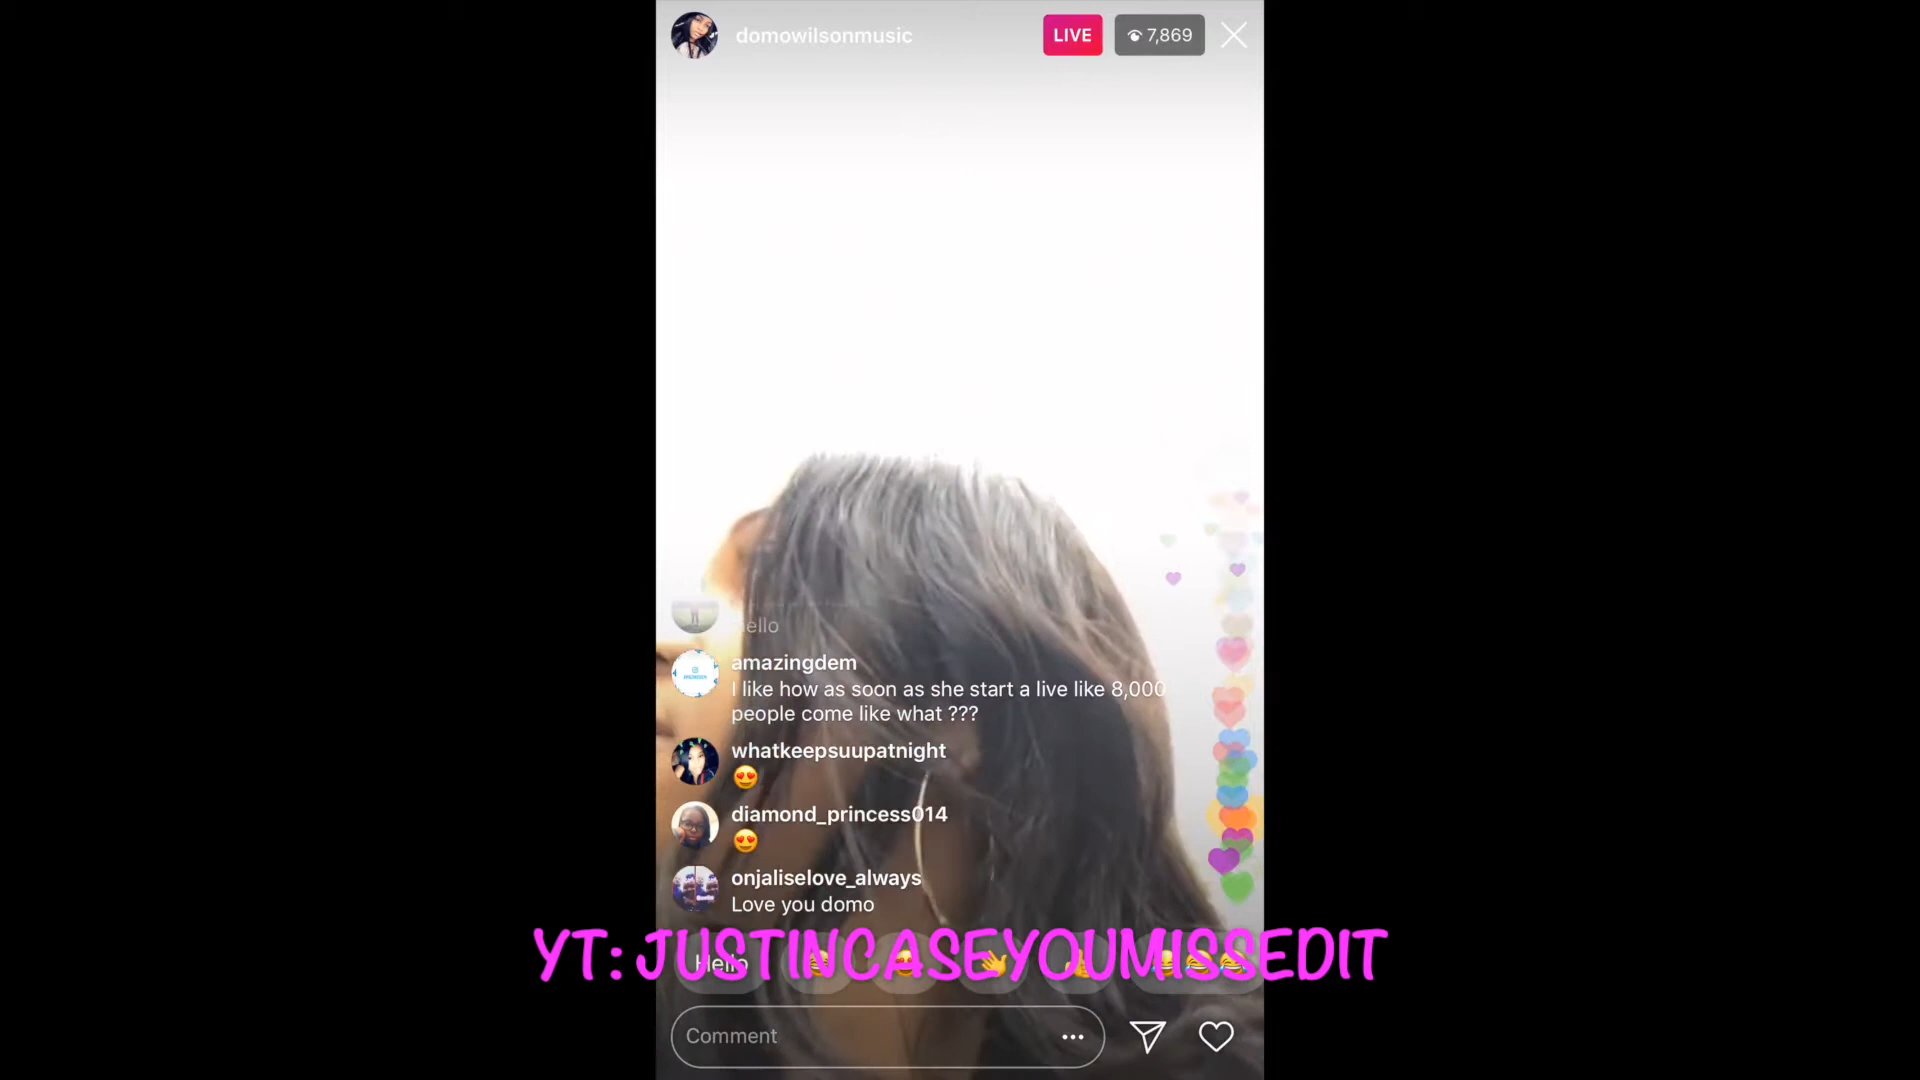 domowilsonmusic
LIVE
7,869
ello
amazingdem
I like how as soon as she start a live like 8,000
people come like what ???
whatkeepsuupatnight
😍
diamond_princess014
😍
onjaliselove_always
Love you domo
YT: JUSTINCASEYOUMISSEDIT
Hello
Comment